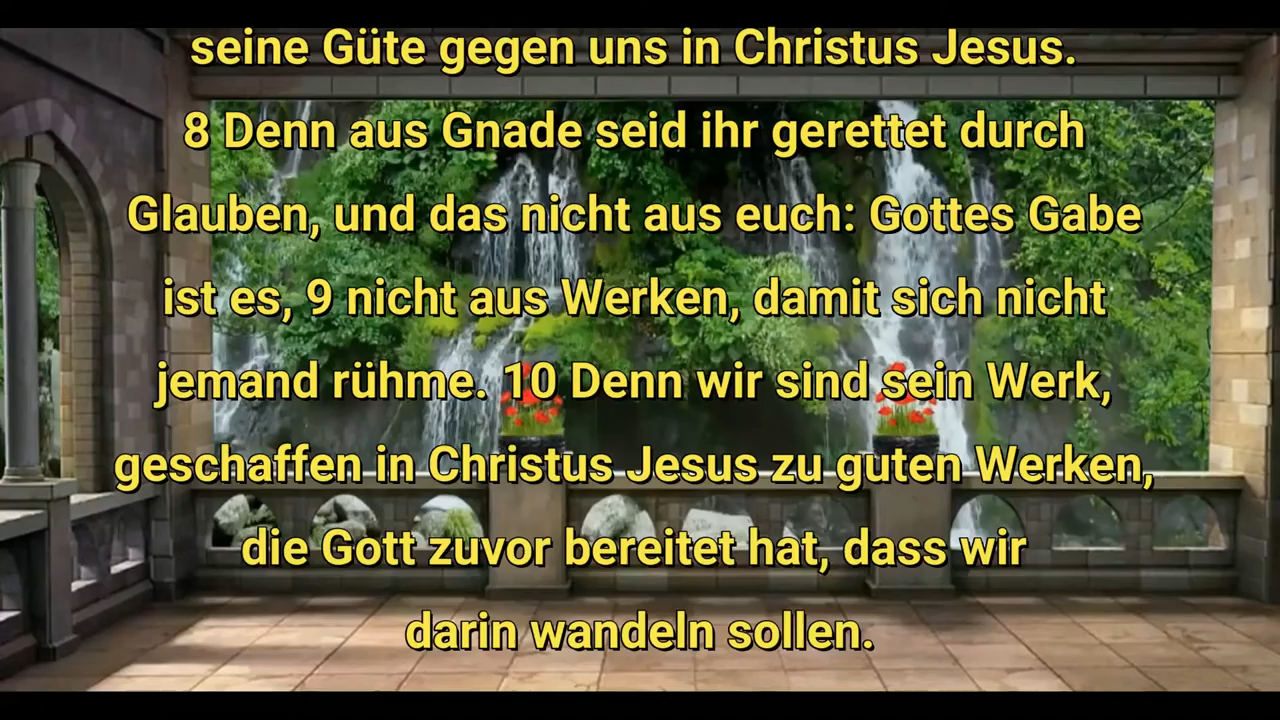 seine Güte gegen uns in Christus Jesus.
8 Denn aus Gnade seid ihr gerettet durch
Glauben, und das nicht aus euch: Gottes Gabe
ist es, 9 nicht aus Werken, damit sich nicht
jemand rühme. 10 Denn wir sind sein Werk,
geschaffen in Christus Jesus zu guten Werken,
die Gott zuvor bereitet hat, dass wir
darin wandeln sollen.